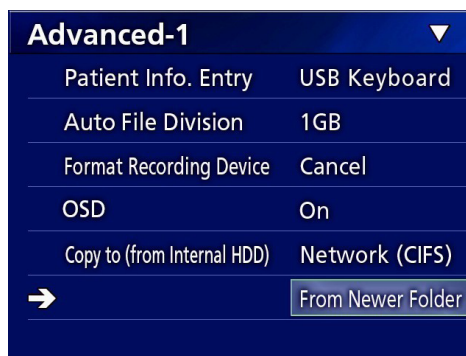 Advanced-1 ▼
Patient Info. Entry USB Keyboard
Auto File Division 1GB
Format Recording Device Cancel
OSD On
Copy to (from Internal HDD) Network (CIFS)
➔ From Newer Folder